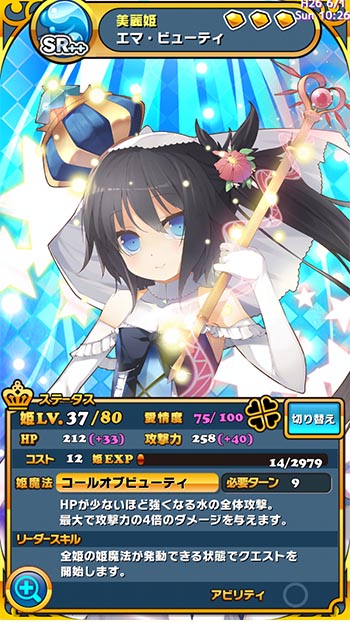 H26 6/1
Sun 10:26
美麗姫
エマ・ビューティ
SR++
ステータス
姫LV. 37/80 愛情度 75/100 切り替え
HP 212(+33) 攻撃力 258(+40)
コスト 12 姫EXP 14/2979
姫魔法 コールオブビューティ 必要ターン 9
HPが少ないほど強くなる水の全体攻撃。
最大で攻撃力の4倍のダメージを与えます。
リーダースキル
全姫の姫魔法が発動できる状態でクエストを
開始します。
アビリティ